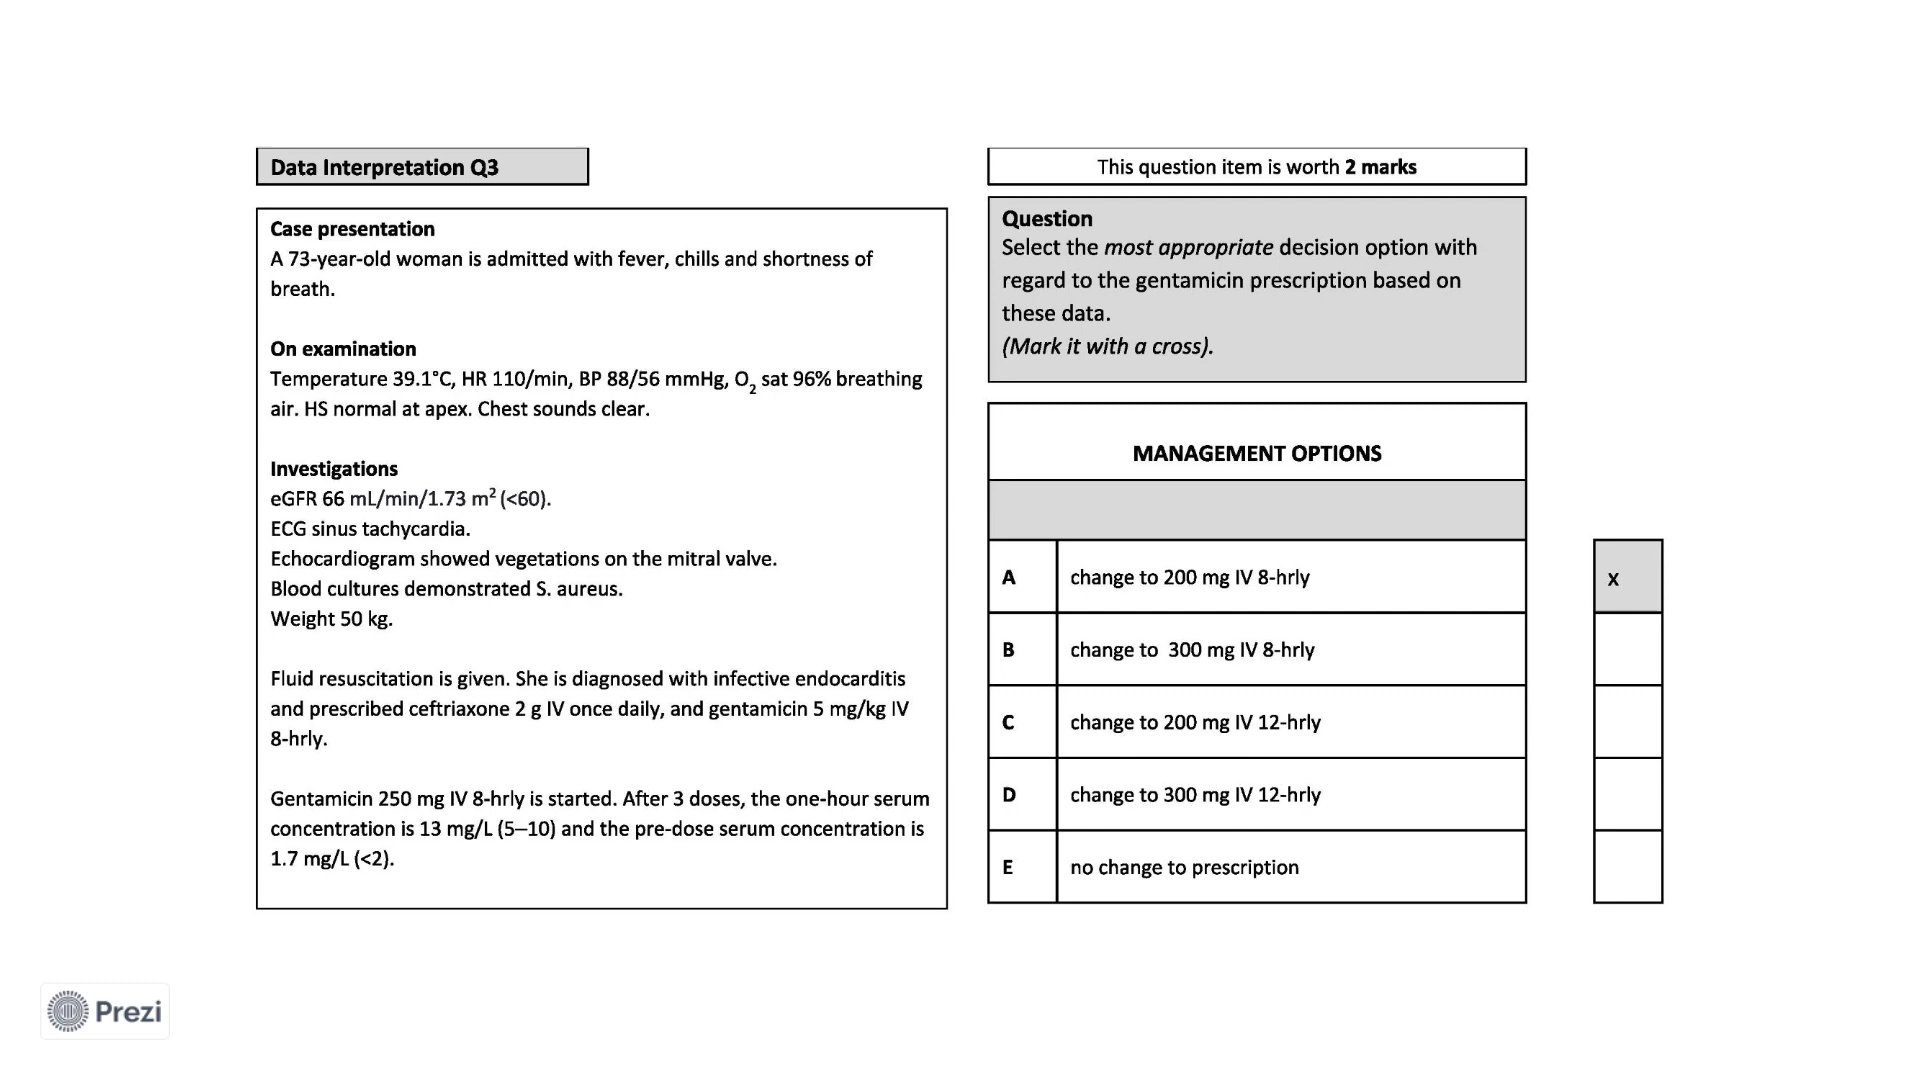 Data Interpretation Q3
Case presentation
A 73-year-old woman is admitted with fever, chills and shortness of
breath.
On examination
Temperature 39.1°C, HR 110/min, BP 88/56 mmHg, O2 sat 96% breathing
air. HS normal at apex. Chest sounds clear.
Investigations
eGFR 66 mL/min/1.73 m² (<60).
ECG sinus tachycardia.
Echocardiogram showed vegetations on the mitral valve.
Blood cultures demonstrated S. aureus.
Weight 50 kg.
Fluid resuscitation is given. She is diagnosed with infective endocarditis
and prescribed ceftriaxone 2 g IV once daily, and gentamicin 5 mg/kg IV
8-hrly.
Gentamicin 250 mg IV 8-hrly is started. After 3 doses, the one-hour serum
concentration is 13 mg/L (5–10) and the pre-dose serum concentration is
1.7 mg/L (<2).
This question item is worth 2 marks
Question
Select the most appropriate decision option with
regard to the gentamicin prescription based on
these data.
(Mark it with a cross).
MANAGEMENT OPTIONS
A change to 200 mg IV 8-hrly x
B change to 300 mg IV 8-hrly
C change to 200 mg IV 12-hrly
D change to 300 mg IV 12-hrly
E no change to prescription
Prezi